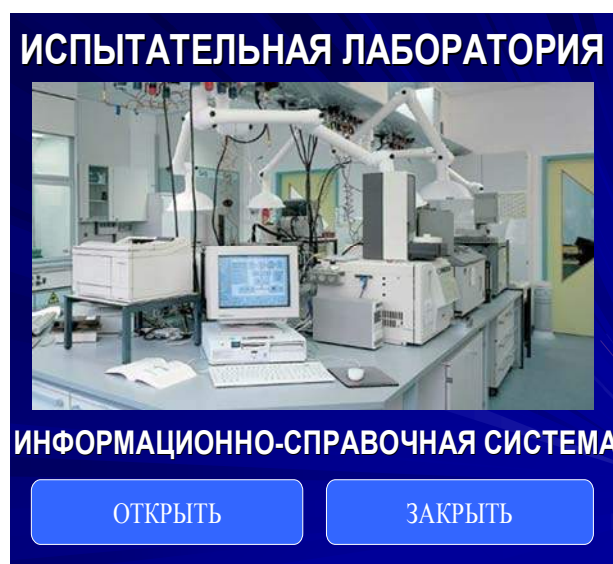 ИСПЫТАТЕЛЬНАЯ ЛАБОРАТОРИЯ
ИНФОРМАЦИОННО-СПРАВОЧНАЯ СИСТЕМА
ОТКРЫТЬ
ЗАКРЫТЬ